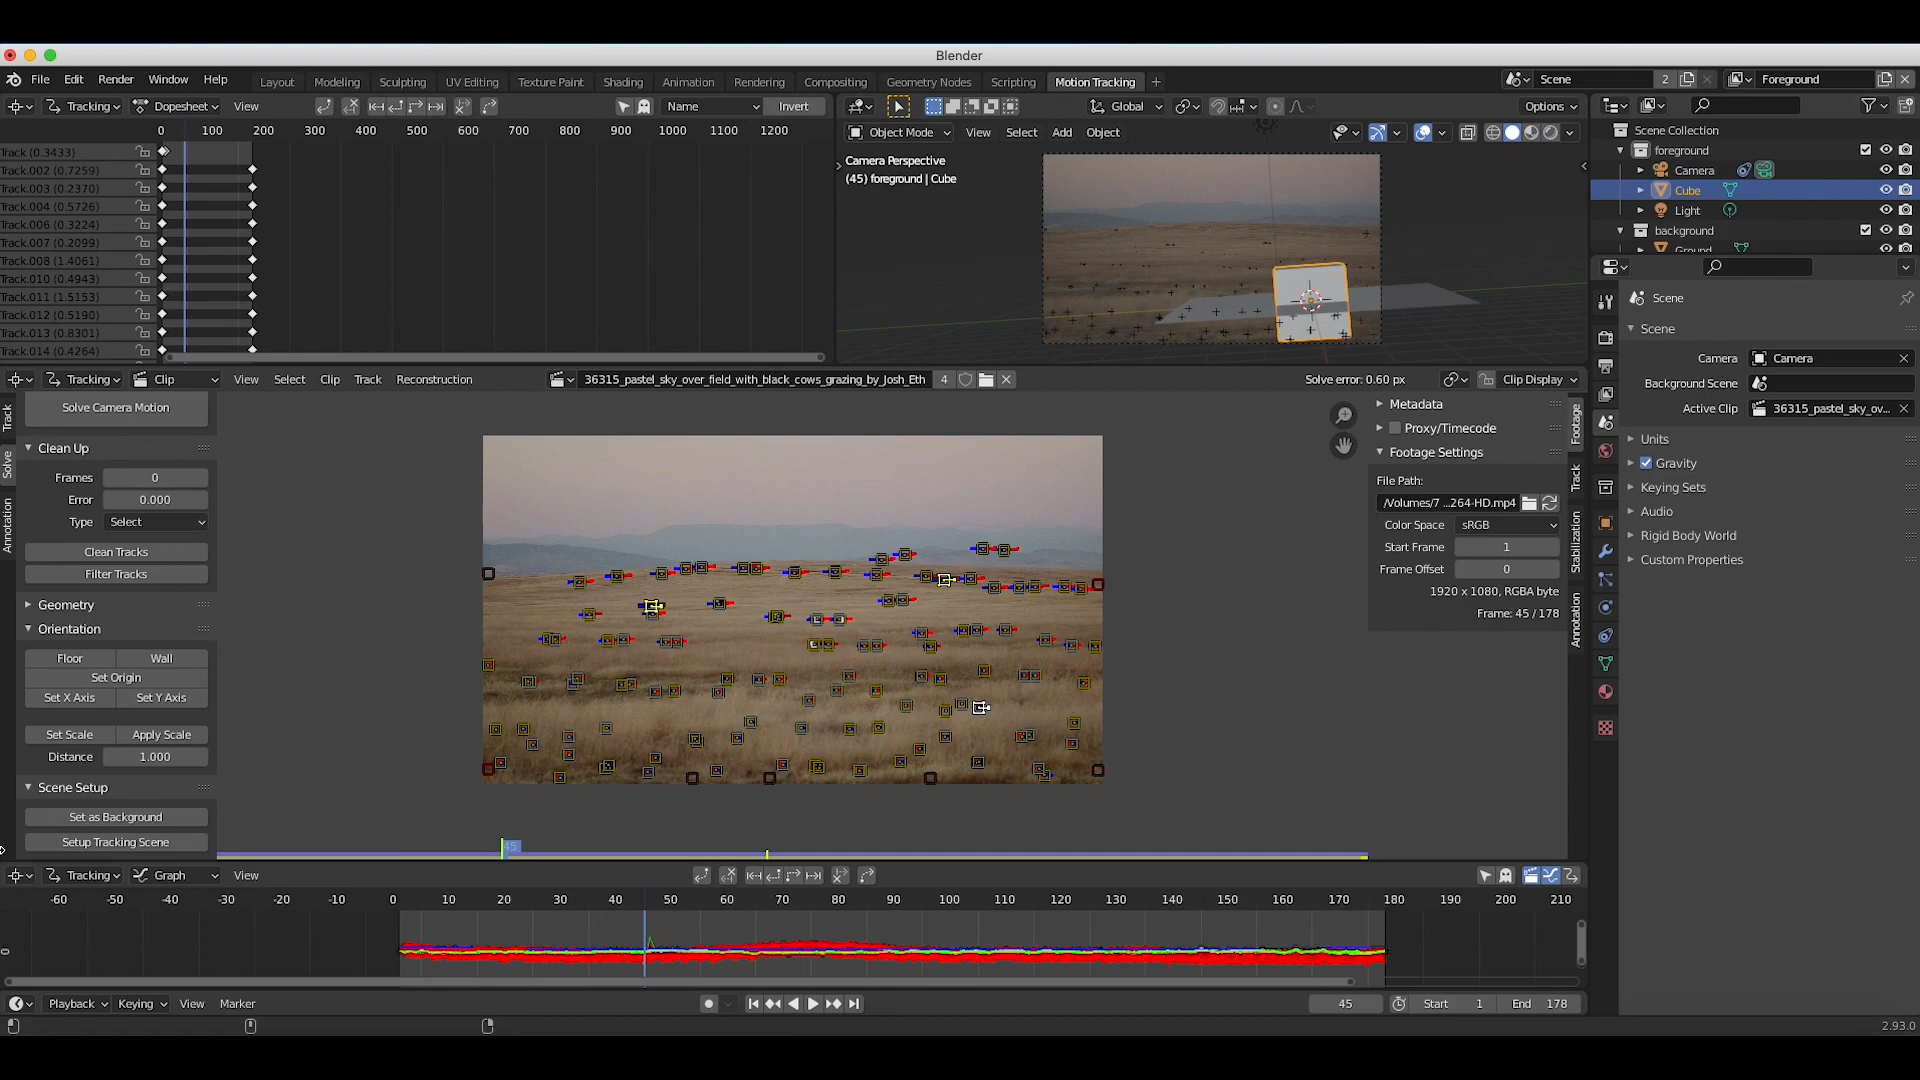 Blender
File Edit Render Window Help Layout Modeling Sculpting UV Editing Texture Paint Shading Animation Rendering Compositing Geometry Nodes Scripting Motion Tracking + Scene 2 Foreground
Tracking Dopesheet View Name Invert Global Options
0 100 200 300 400 500 600 700 800 900 1000 1100 1200
Object Mode View Select Add Object
Camera Perspective
(45) foreground | Cube
Track (0.3433)
Track.002 (0.7259)
Track.003 (0.2370)
Track.004 (0.5726)
Track.006 (0.3224)
Track.007 (0.2099)
Track.008 (1.4061)
Track.010 (0.4943)
Track.011 (1.5153)
Track.012 (0.5190)
Track.013 (0.8301)
Track.014 (0.4264)
Scene Collection
foreground
Camera
Cube
Light
background
Ground
Scene
Scene
Camera Camera
Background Scene
Active Clip 36315_pastel_sky_ov...
Units
Gravity
Keying Sets
Audio
Rigid Body World
Custom Properties
Tracking Clip View Select Clip Track Reconstruction 36315_pastel_sky_over_field_with_black_cows_grazing_by_Josh_Eth 4 Solve error: 0.60 px Clip Display
Track
Solve
Annotation
Solve Camera Motion
Clean Up
Frames 0
Error 0.000
Type Select
Clean Tracks
Filter Tracks
Geometry
Orientation
Floor Wall
Set Origin
Set X Axis Set Y Axis
Set Scale Apply Scale
Distance 1.000
Scene Setup
Set as Background
Setup Tracking Scene
45
Metadata
Proxy/Timecode
Footage Settings
File Path:
/Volumes/7 ...264-HD.mp4
Color Space sRGB
Start Frame 1
Frame Offset 0
1920 x 1080, RGBA byte
Frame: 45 / 178
Footage
Track
Stabilization
Annotation
Tracking Graph View
-60 -50 -40 -30 -20 -10 0 10 20 30 40 50 60 70 80 90 100 110 120 130 140 150 160 170 180 190 200 210
0
Playback Keying View Marker 45 Start 1 End 178
2.93.0